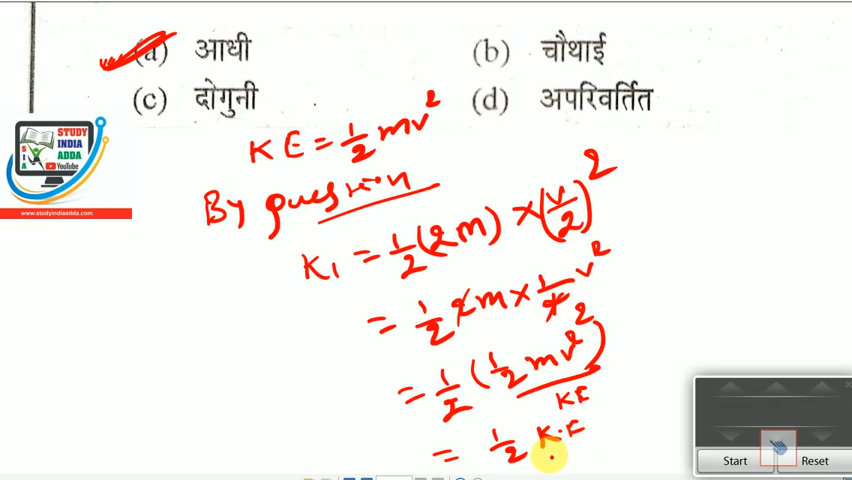 (a) आधी (b) चौथाई
(c) दोगुनी (d) अपरिवर्तित
STUDY
INDIA
ADDA
SIA
YouTube
www.studyindiaadda.com
KE = 1/2 mv²
By question
K1 = 1/2 (2m) × (v/2)²
= 1/2 2m × 1/4 v²
2
= 1/2 (1/2 mv²)
KE
= 1/2 K.E
Start Reset